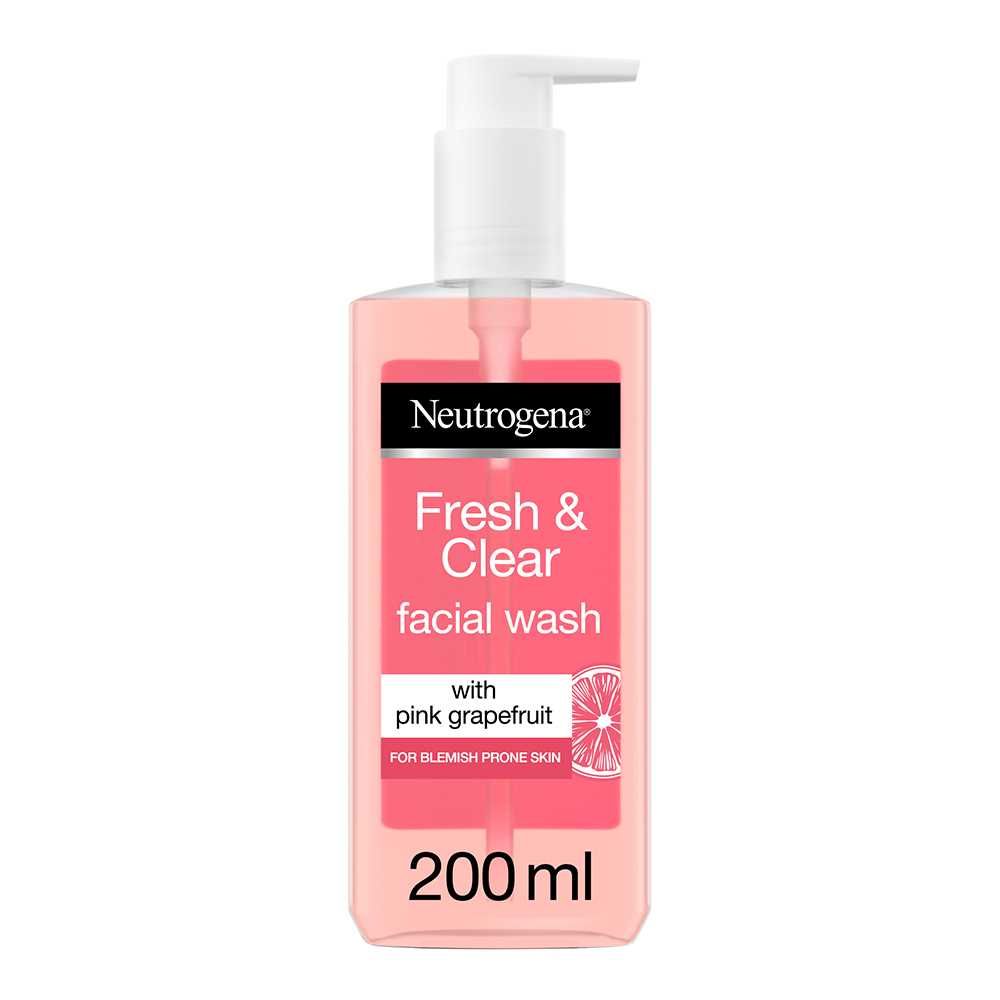 Neutrogena®
Fresh &
Clear
facial wash
with
pink grapefruit
FOR BLEMISH PRONE SKIN
200 ml